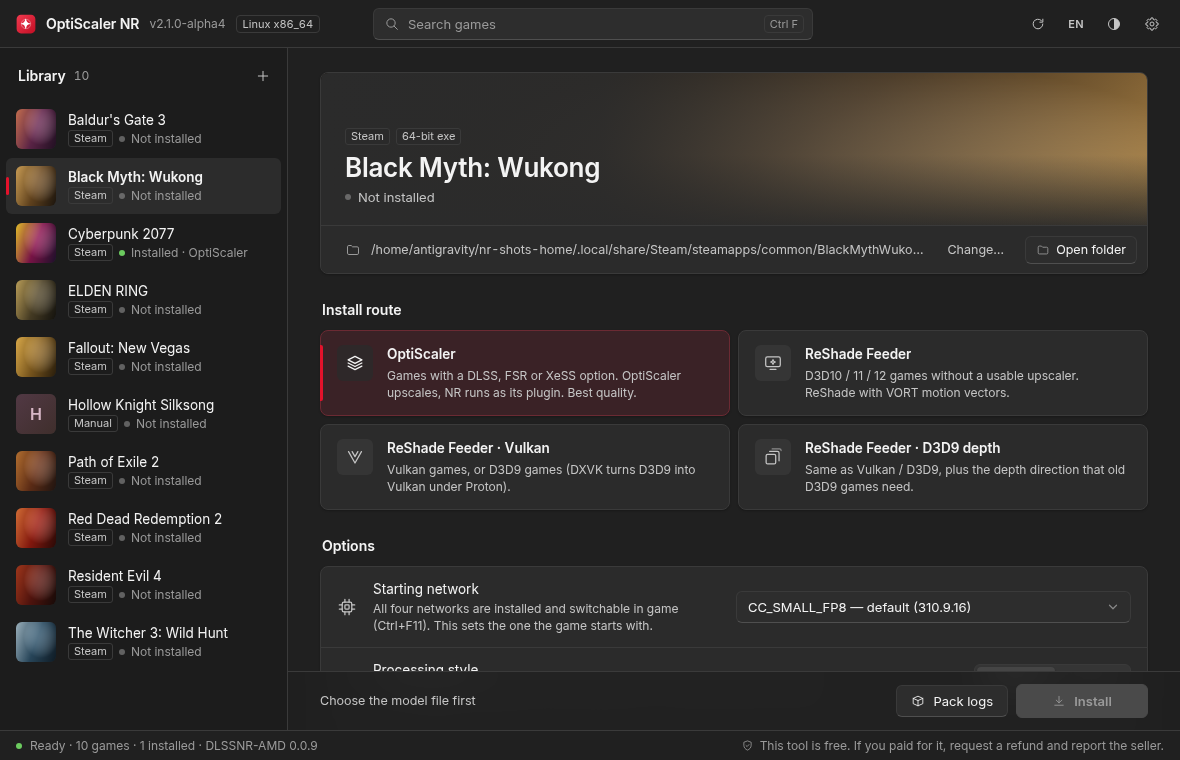 OptiScaler NR v2.1.0-alpha4 Linux x86_64
Search games Ctrl F
EN
Library 10
Baldur's Gate 3
Steam Not installed
Black Myth: Wukong
Steam Not installed
Cyberpunk 2077
Steam Installed · OptiScaler
ELDEN RING
Steam Not installed
Fallout: New Vegas
Steam Not installed
H
Hollow Knight Silksong
Manual Not installed
Path of Exile 2
Steam Not installed
Red Dead Redemption 2
Steam Not installed
Resident Evil 4
Steam Not installed
The Witcher 3: Wild Hunt
Steam Not installed
Steam 64-bit exe
Black Myth: Wukong
Not installed
/home/antigravity/nr-shots-home/.local/share/Steam/steamapps/common/BlackMythWuko... Change... Open folder
Install route
OptiScaler
Games with a DLSS, FSR or XeSS option. OptiScaler
upscales, NR runs as its plugin. Best quality.
ReShade Feeder
D3D10 / 11 / 12 games without a usable upscaler.
ReShade with VORT motion vectors.
ReShade Feeder · Vulkan
Vulkan games, or D3D9 games (DXVK turns D3D9 into
Vulkan under Proton).
ReShade Feeder · D3D9 depth
Same as Vulkan / D3D9, plus the depth direction that old
D3D9 games need.
Options
Starting network
All four networks are installed and switchable in game
(Ctrl+F11). This sets the one the game starts with.
CC_SMALL_FP8 — default (310.9.16)
Processing style
Choose the model file first
Pack logs
Install
Ready · 10 games · 1 installed · DLSSNR-AMD 0.0.9
This tool is free. If you paid for it, request a refund and report the seller.